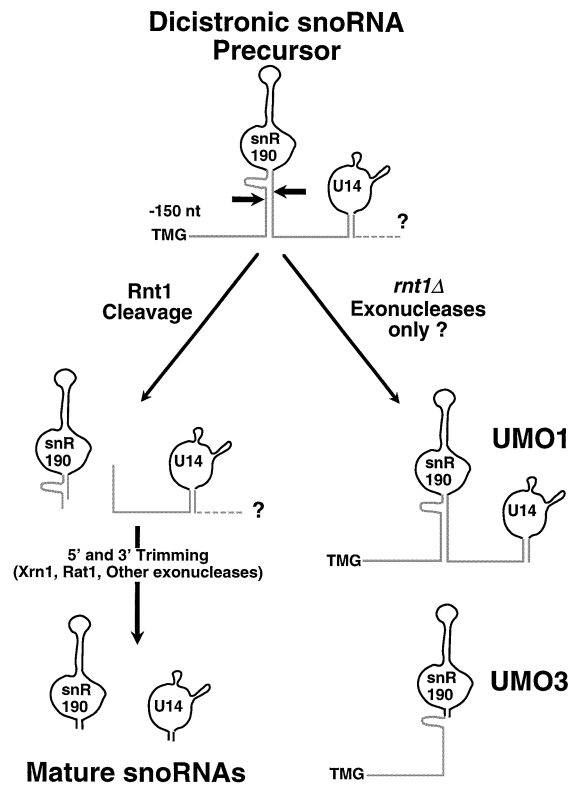 Dicistronic snoRNA
Precursor
snR
190
U14
-150 nt
TMG
?
Rnt1
Cleavage
rnt1Δ
Exonucleases
only ?
snR
190
U14
?
UMO1
snR
190
U14
TMG
5' and 3' Trimming
(Xrn1, Rat1, Other exonucleases)
snR
190
U14
Mature snoRNAs
UMO3
snR
190
TMG